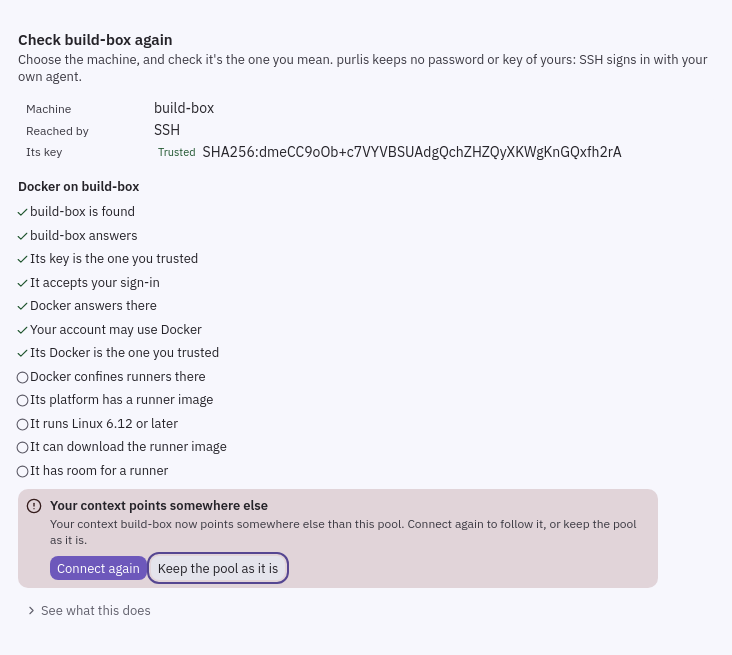 Check build-box again
Choose the machine, and check it's the one you mean. purlis keeps no password or key of yours: SSH signs in with your
own agent.
Machine build-box
Reached by SSH
Its key Trusted SHA256:dmeCC9oOb+c7VYVBSUAdgQchZHZQyXKWgKnGQxfh2rA
Docker on build-box
build-box is found
build-box answers
Its key is the one you trusted
It accepts your sign-in
Docker answers there
Your account may use Docker
Its Docker is the one you trusted
Docker confines runners there
Its platform has a runner image
It runs Linux 6.12 or later
It can download the runner image
It has room for a runner
Your context points somewhere else
Your context build-box now points somewhere else than this pool. Connect again to follow it, or keep the pool
as it is.
Connect again Keep the pool as it is
See what this does